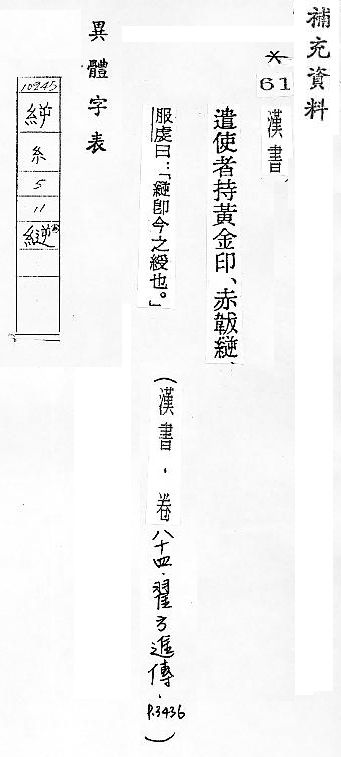 補充資料
*
61
漢書
遣使者持黃金印、赤韍縌、
服虔曰：「縌即今之綬也。」
（漢書．卷八十四．翟方進傳．P.3436）
異體字表
10245
糸
5
11
縌